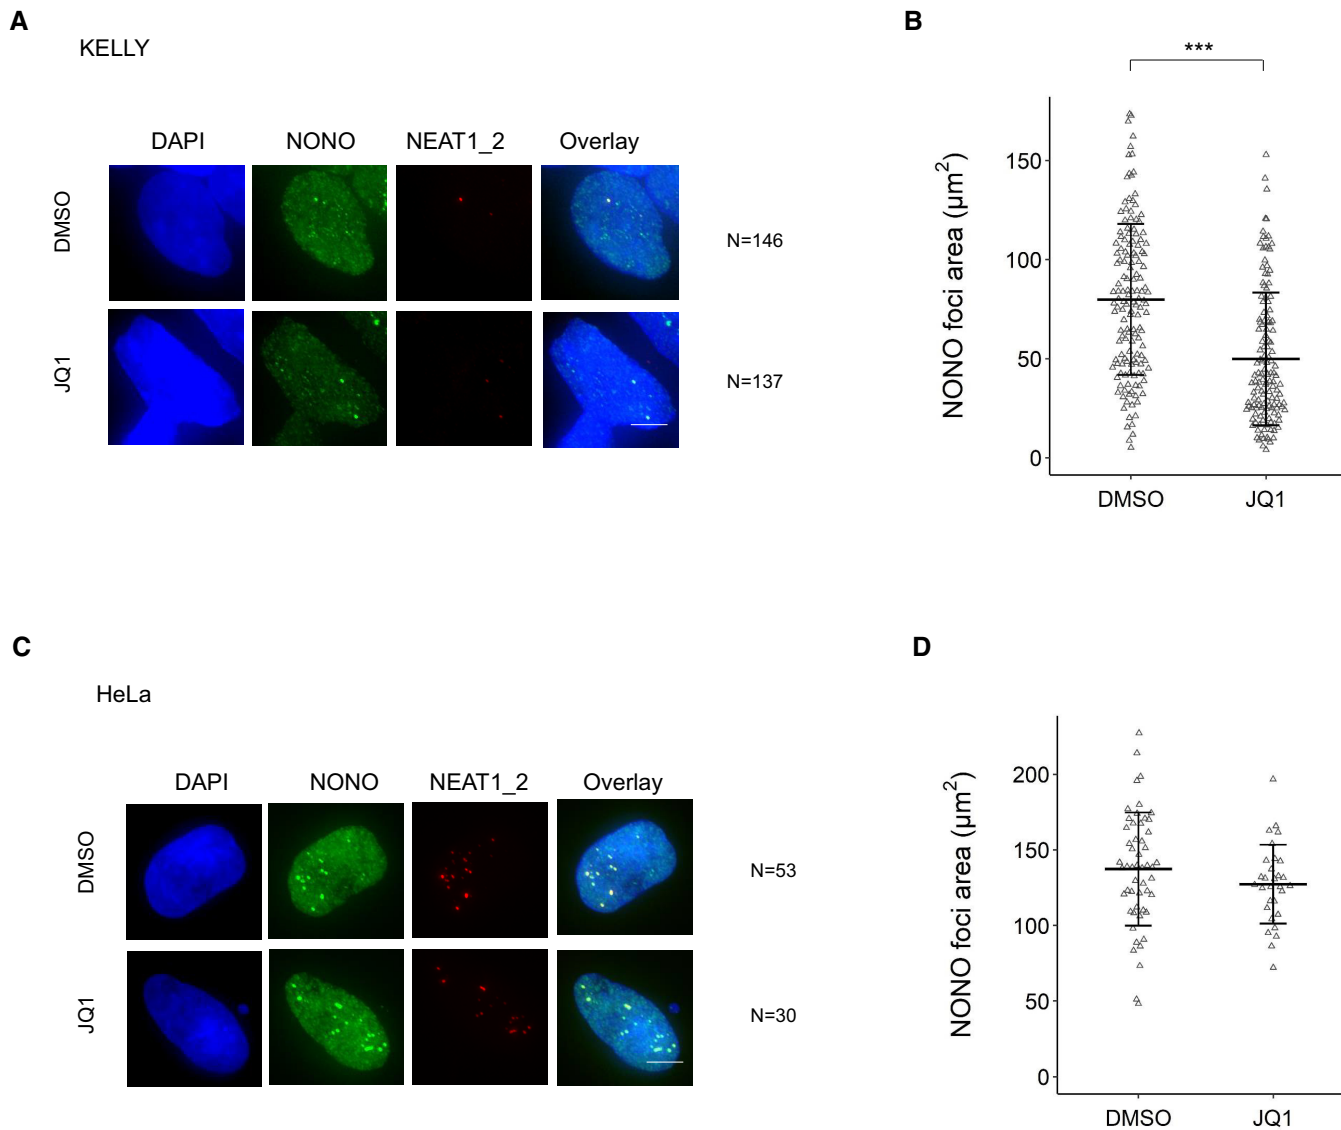 A
KELLY
DAPI NONO NEAT1_2 Overlay
DMSO
N=146
JQ1
N=137
B
***
NONO foci area (µm2)
150
100
50
0
DMSO JQ1
C
HeLa
DAPI NONO NEAT1_2 Overlay
DMSO
N=53
JQ1
N=30
D
NONO foci area (µm2)
200
150
100
50
0
DMSO JQ1